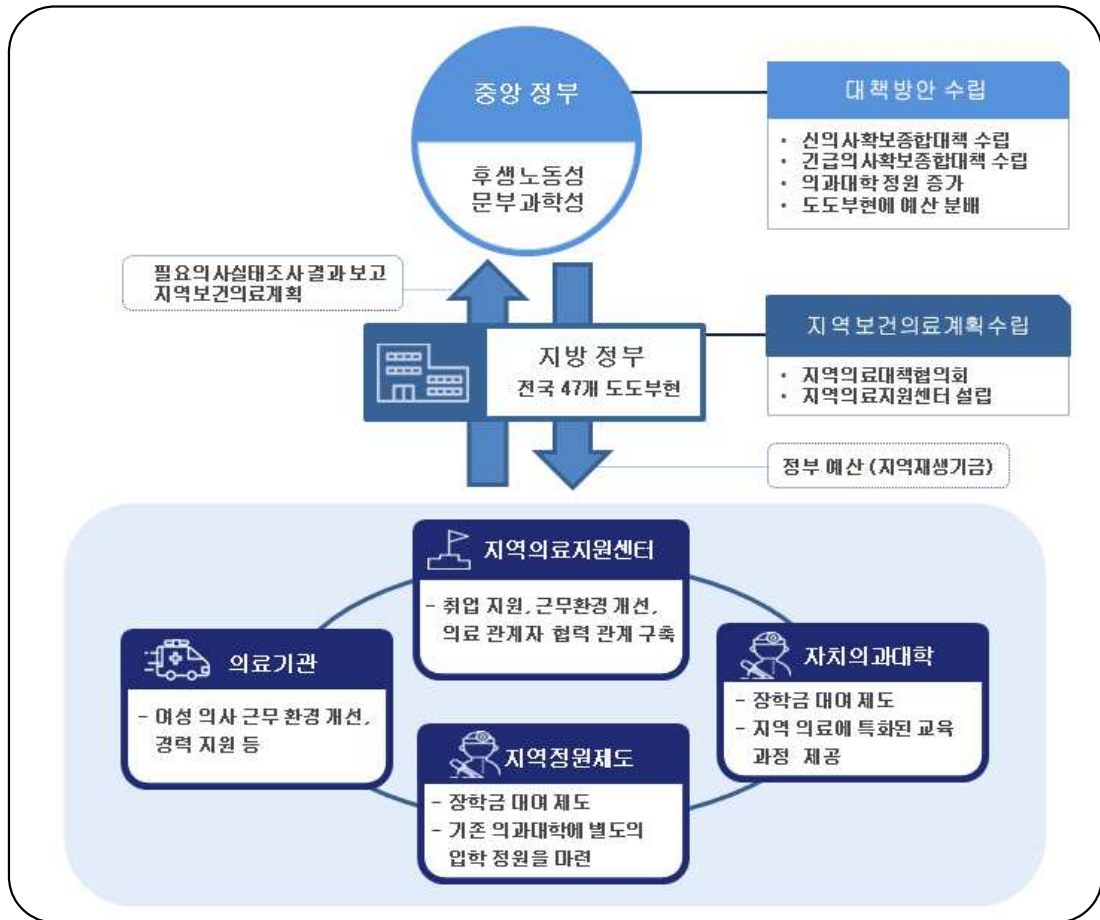 중앙 정부
후생노동성
문부과학성
대책방안 수립
• 신의사확보종합대책 수립
• 긴급의사확보종합대책 수립
• 의과대학 정원 증가
• 도도부현에 예산 분배
필요의사실태조사 결과 보고
지역보건의료계획
지방 정부
전국 47개 도도부현
지역보건의료계획수립
• 지역의료대책협의회
• 지역의료지원센터 설립
정부 예산 (지역재생기금)
지역의료지원센터
- 취업 지원, 근무환경 개선,
의료 관계자 협력 관계 구축
의료기관
- 여성 의사 근무 환경 개선,
경력 지원 등
자치의과대학
- 장학금 대여 제도
- 지역 의료에 특화된 교육
과정 제공
지역정원제도
- 장학금 대여 제도
- 기존 의과대학에 별도의
입학 정원을 마련